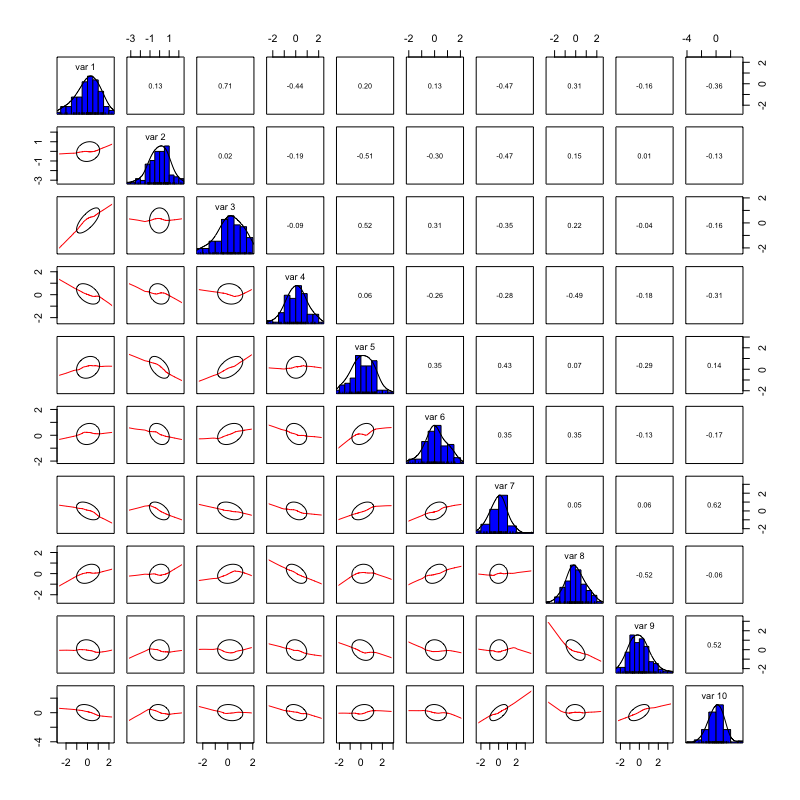 -3 -1 1 -2 0 2 -2 0 2 -4 0
var 1 0.13 0.71 -0.44 0.20 0.13 -0.47 0.31 -0.16 -0.36 -2 0 2
-3 -1 1 var 2 0.02 -0.19 -0.51 -0.30 -0.47 0.15 0.01 -0.13
var 3 -0.09 0.52 0.31 -0.35 0.22 -0.04 -0.16 -2 0 2
-2 0 2 var 4 0.06 -0.26 -0.28 -0.49 -0.18 -0.31
var 5 0.35 0.43 0.07 -0.29 0.14 -2 0 2
-2 0 2 var 6 0.35 0.35 -0.13 -0.17
var 7 0.05 0.06 0.62 -2 0 2
-2 0 2 var 8 -0.52 -0.06
var 9 0.52 -2 0 2
-4 0 var 10
-2 0 2 -2 0 2 -2 0 2 -2 0 2 -2 0 2